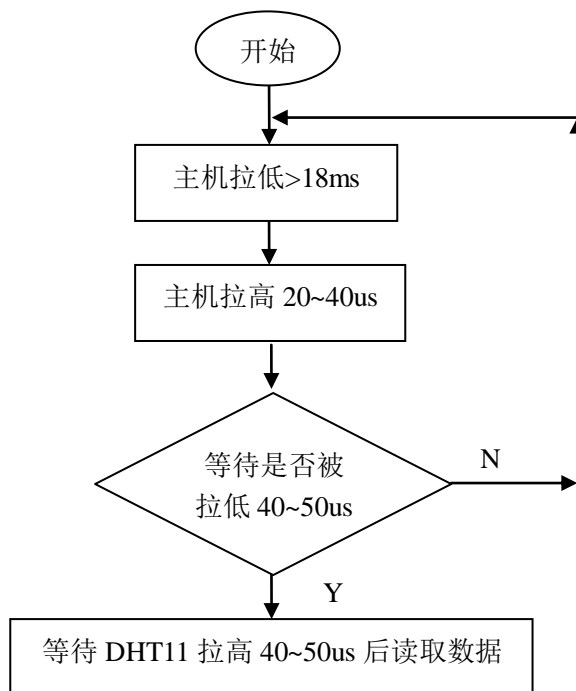 开始
主机拉低>18ms
主机拉高 20~40us
等待是否被
拉低 40~50us
N
Y
等待 DHT11 拉高 40~50us 后读取数据